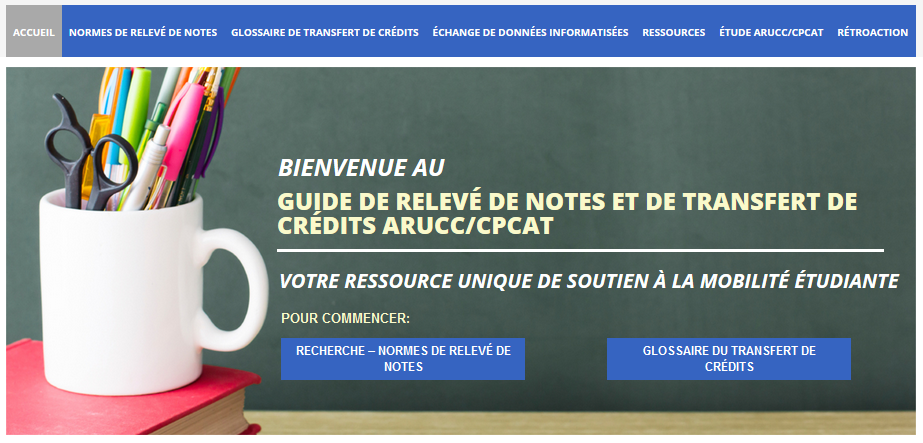 ACCUEIL NORMES DE RELEVÉ DE NOTES GLOSSAIRE DE TRANSFERT DE CRÉDITS ÉCHANGE DE DONNÉES INFORMATISÉES RESSOURCES ÉTUDE ARUCC/CPCAT RÉTROACTION
BIENVENUE AU
GUIDE DE RELEVÉ DE NOTES ET DE TRANSFERT DE
CRÉDITS ARUCC/CPCAT
VOTRE RESSOURCE UNIQUE DE SOUTIEN À LA MOBILITÉ ÉTUDIANTE
POUR COMMENCER:
RECHERCHE – NORMES DE RELEVÉ DE
NOTES
GLOSSAIRE DU TRANSFERT DE
CRÉDITS